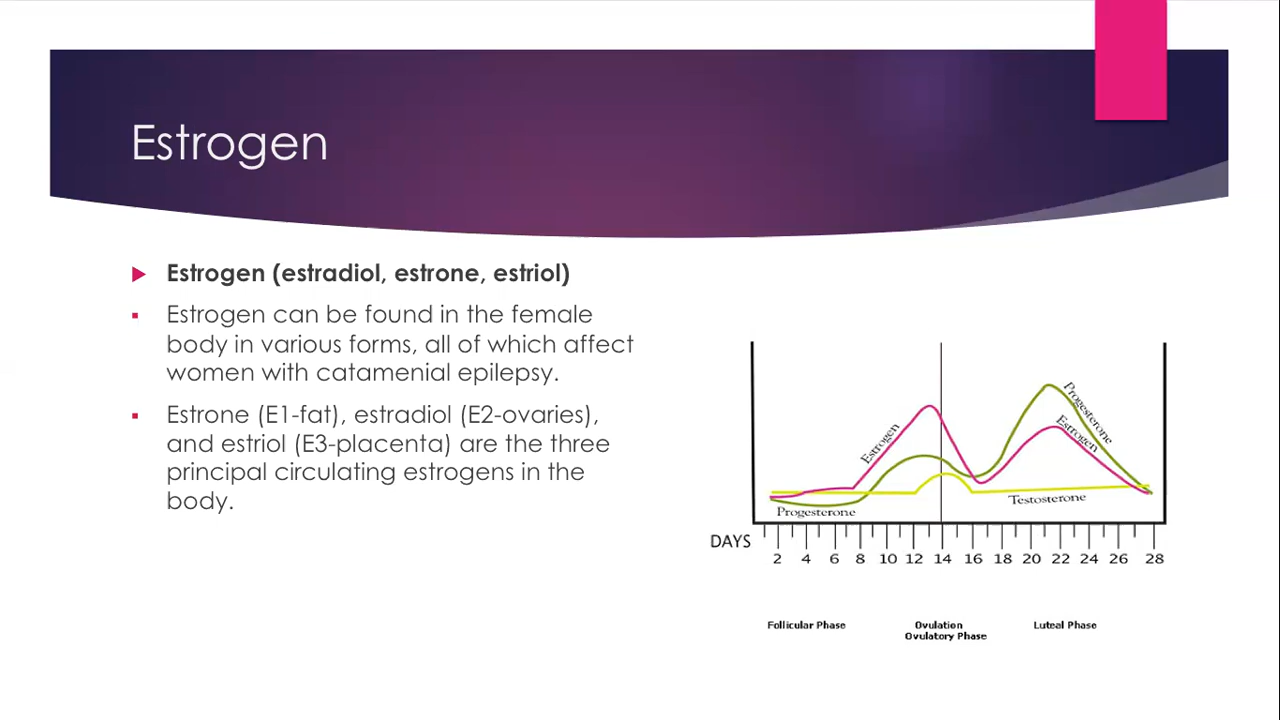 Estrogen
Estrogen (estradiol, estrone, estriol)
Estrogen can be found in the female
body in various forms, all of which affect
women with catamenial epilepsy.
Estrone (E1-fat), estradiol (E2-ovaries),
and estriol (E3-placenta) are the three
principal circulating estrogens in the
body.
Estrogen
Progesterone
Estrogen
Progesterone
Testosterone
DAYS
2 4 6 8 10 12 14 16 18 20 22 24 26 28
Follicular Phase
Ovulation
Ovulatory Phase
Luteal Phase